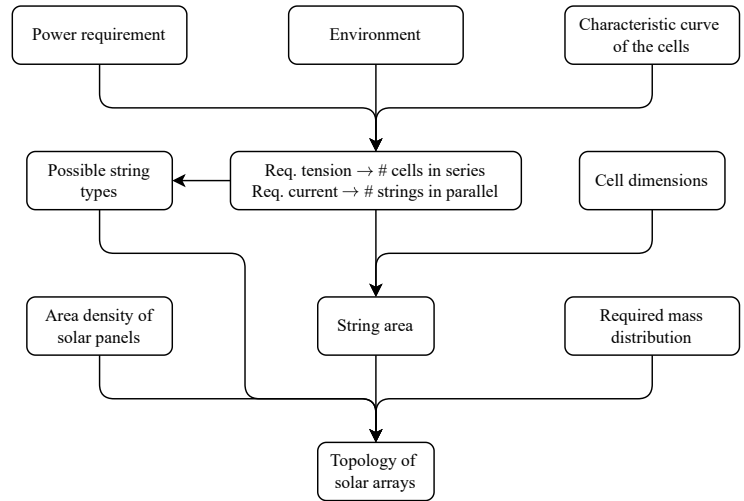 Power requirement
Environment
Characteristic curve
of the cells
Possible string
types
Req. tension → # cells in series
Req. current → # strings in parallel
Cell dimensions
Area density of
solar panels
String area
Required mass
distribution
Topology of
solar arrays